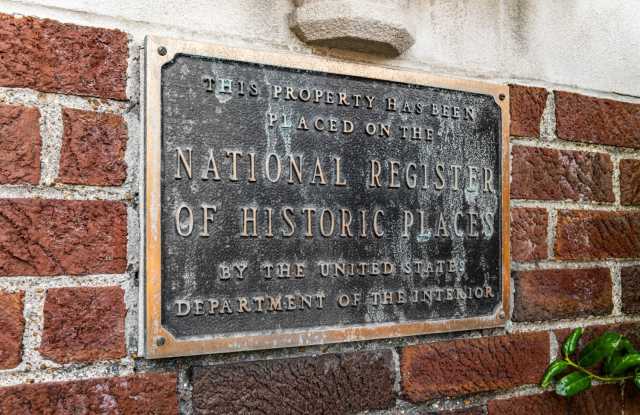 THIS PROPERTY HAS BEEN
PLACED ON THE
NATIONAL REGISTER
OF HISTORIC PLACES
BY THE UNITED STATES
DEPARTMENT OF THE INTERIOR